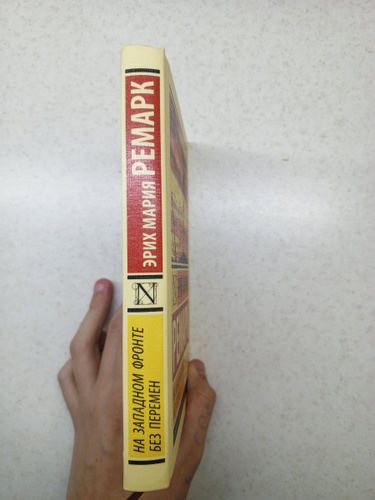 ЭРИХ МАРИЯ РЕМАРК
N
НА ЗАПАДНОМ ФРОНТЕ
БЕЗ ПЕРЕМЕН